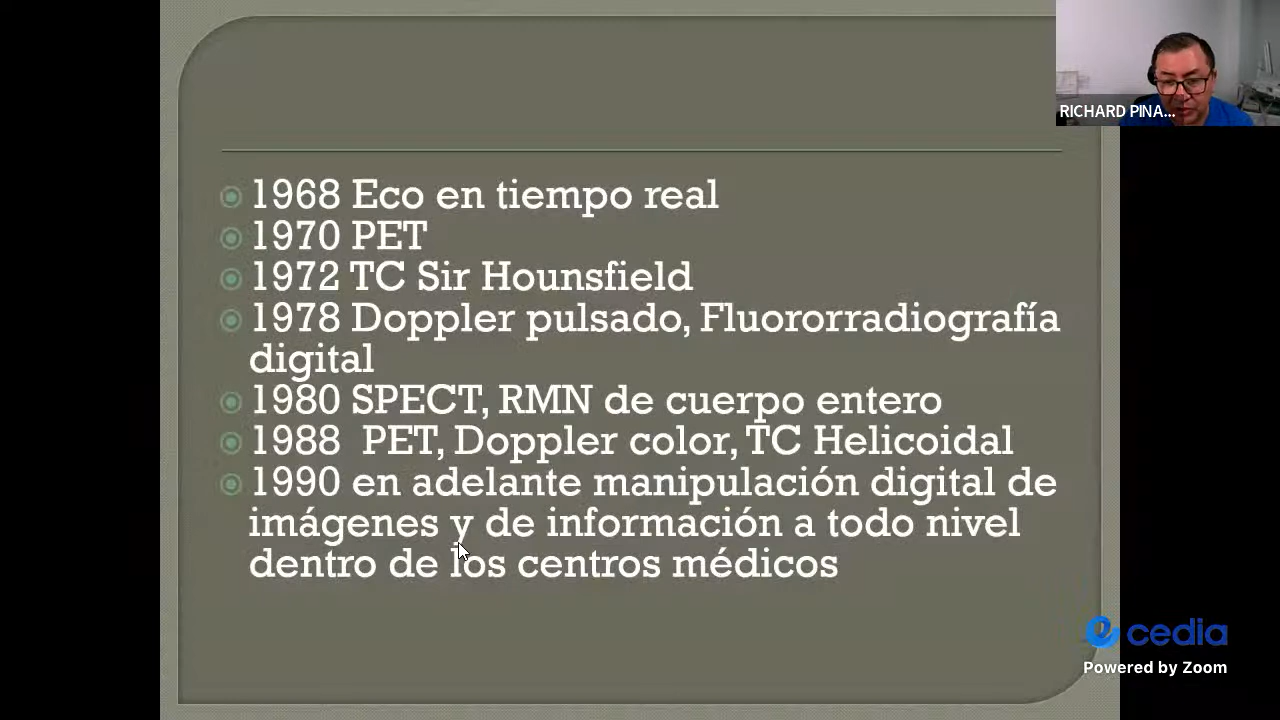 RICHARD PINA...
1968 Eco en tiempo real
1970 PET
1972 TC Sir Hounsfield
1978 Doppler pulsado, Fluororradiografía
digital
1980 SPECT, RMN de cuerpo entero
1988 PET, Doppler color, TC Helicoidal
1990 en adelante manipulación digital de
imágenes y de información a todo nivel
dentro de los centros médicos
cedia
Powered by Zoom